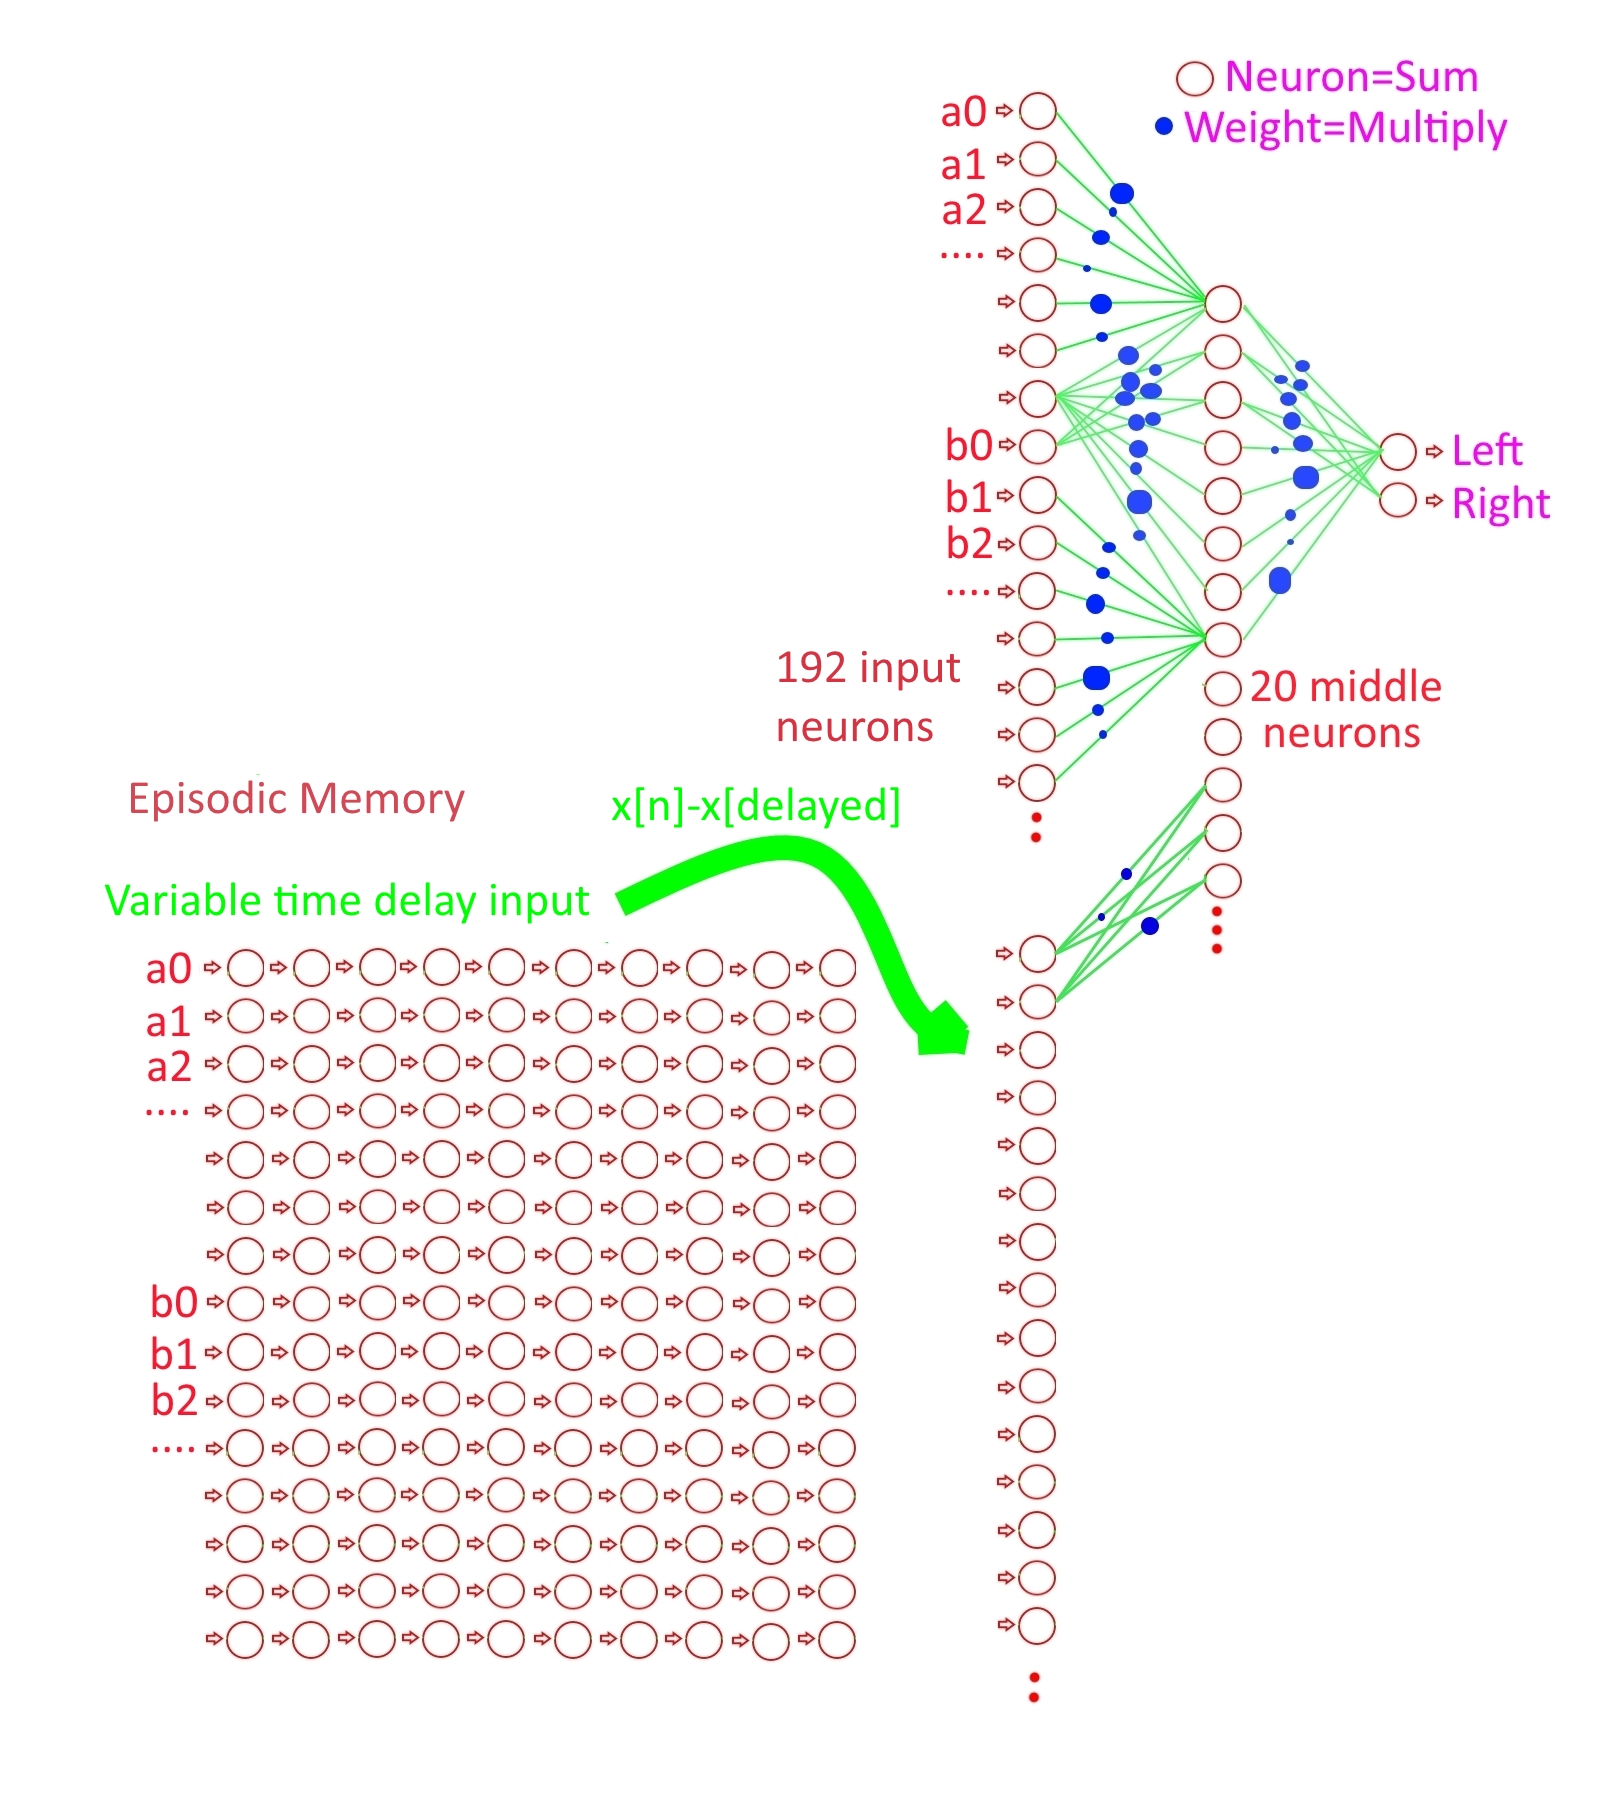 Neuron=Sum
Weight=Multiply
a0
a1
a2
....
b0
b1
b2
....
Left
Right
192 input
neurons
20 middle
neurons
Episodic Memory
x[n]-x[delayed]
Variable time delay input
a0
a1
a2
....
b0
b1
b2
....